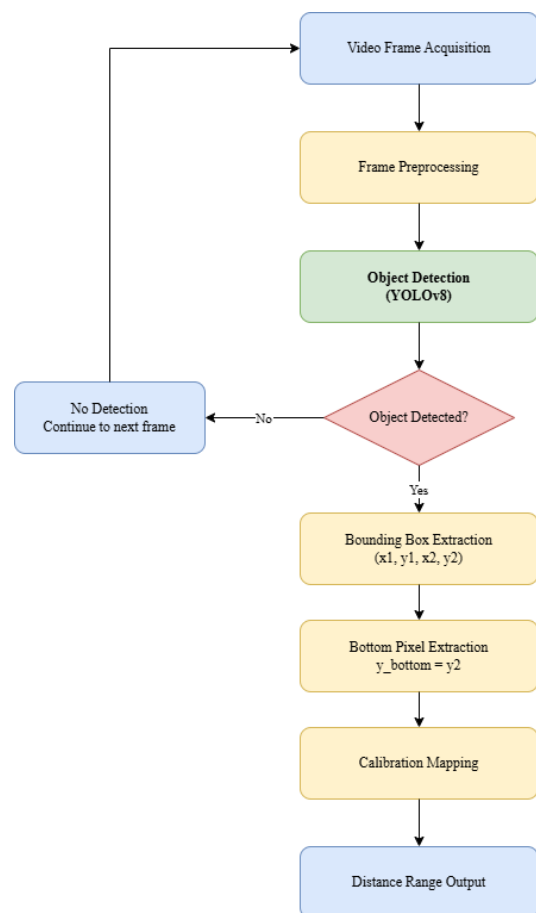 Video Frame Acquisition
Frame Preprocessing
Object Detection
(YOLOv8)
Object Detected?
No
No Detection
Continue to next frame
Yes
Bounding Box Extraction
(x1, y1, x2, y2)
Bottom Pixel Extraction
y_bottom = y2
Calibration Mapping
Distance Range Output